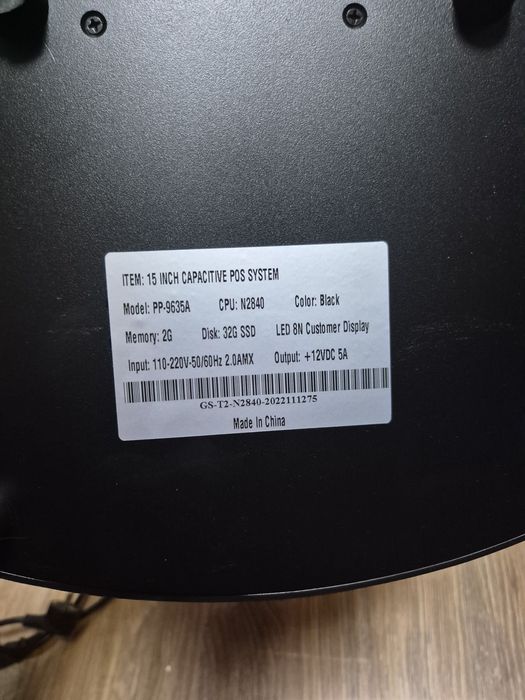 ITEM: 15 INCH CAPACITIVE POS SYSTEM
Model: PP-9635A CPU: N2840 Color: Black
Memory: 2G Disk: 32G SSD LED 8N Customer Display
Input: 110-220V-50/60Hz 2.0AMX Output: +12VDC 5A
GS-T2-N2840-2022111275
Made In China